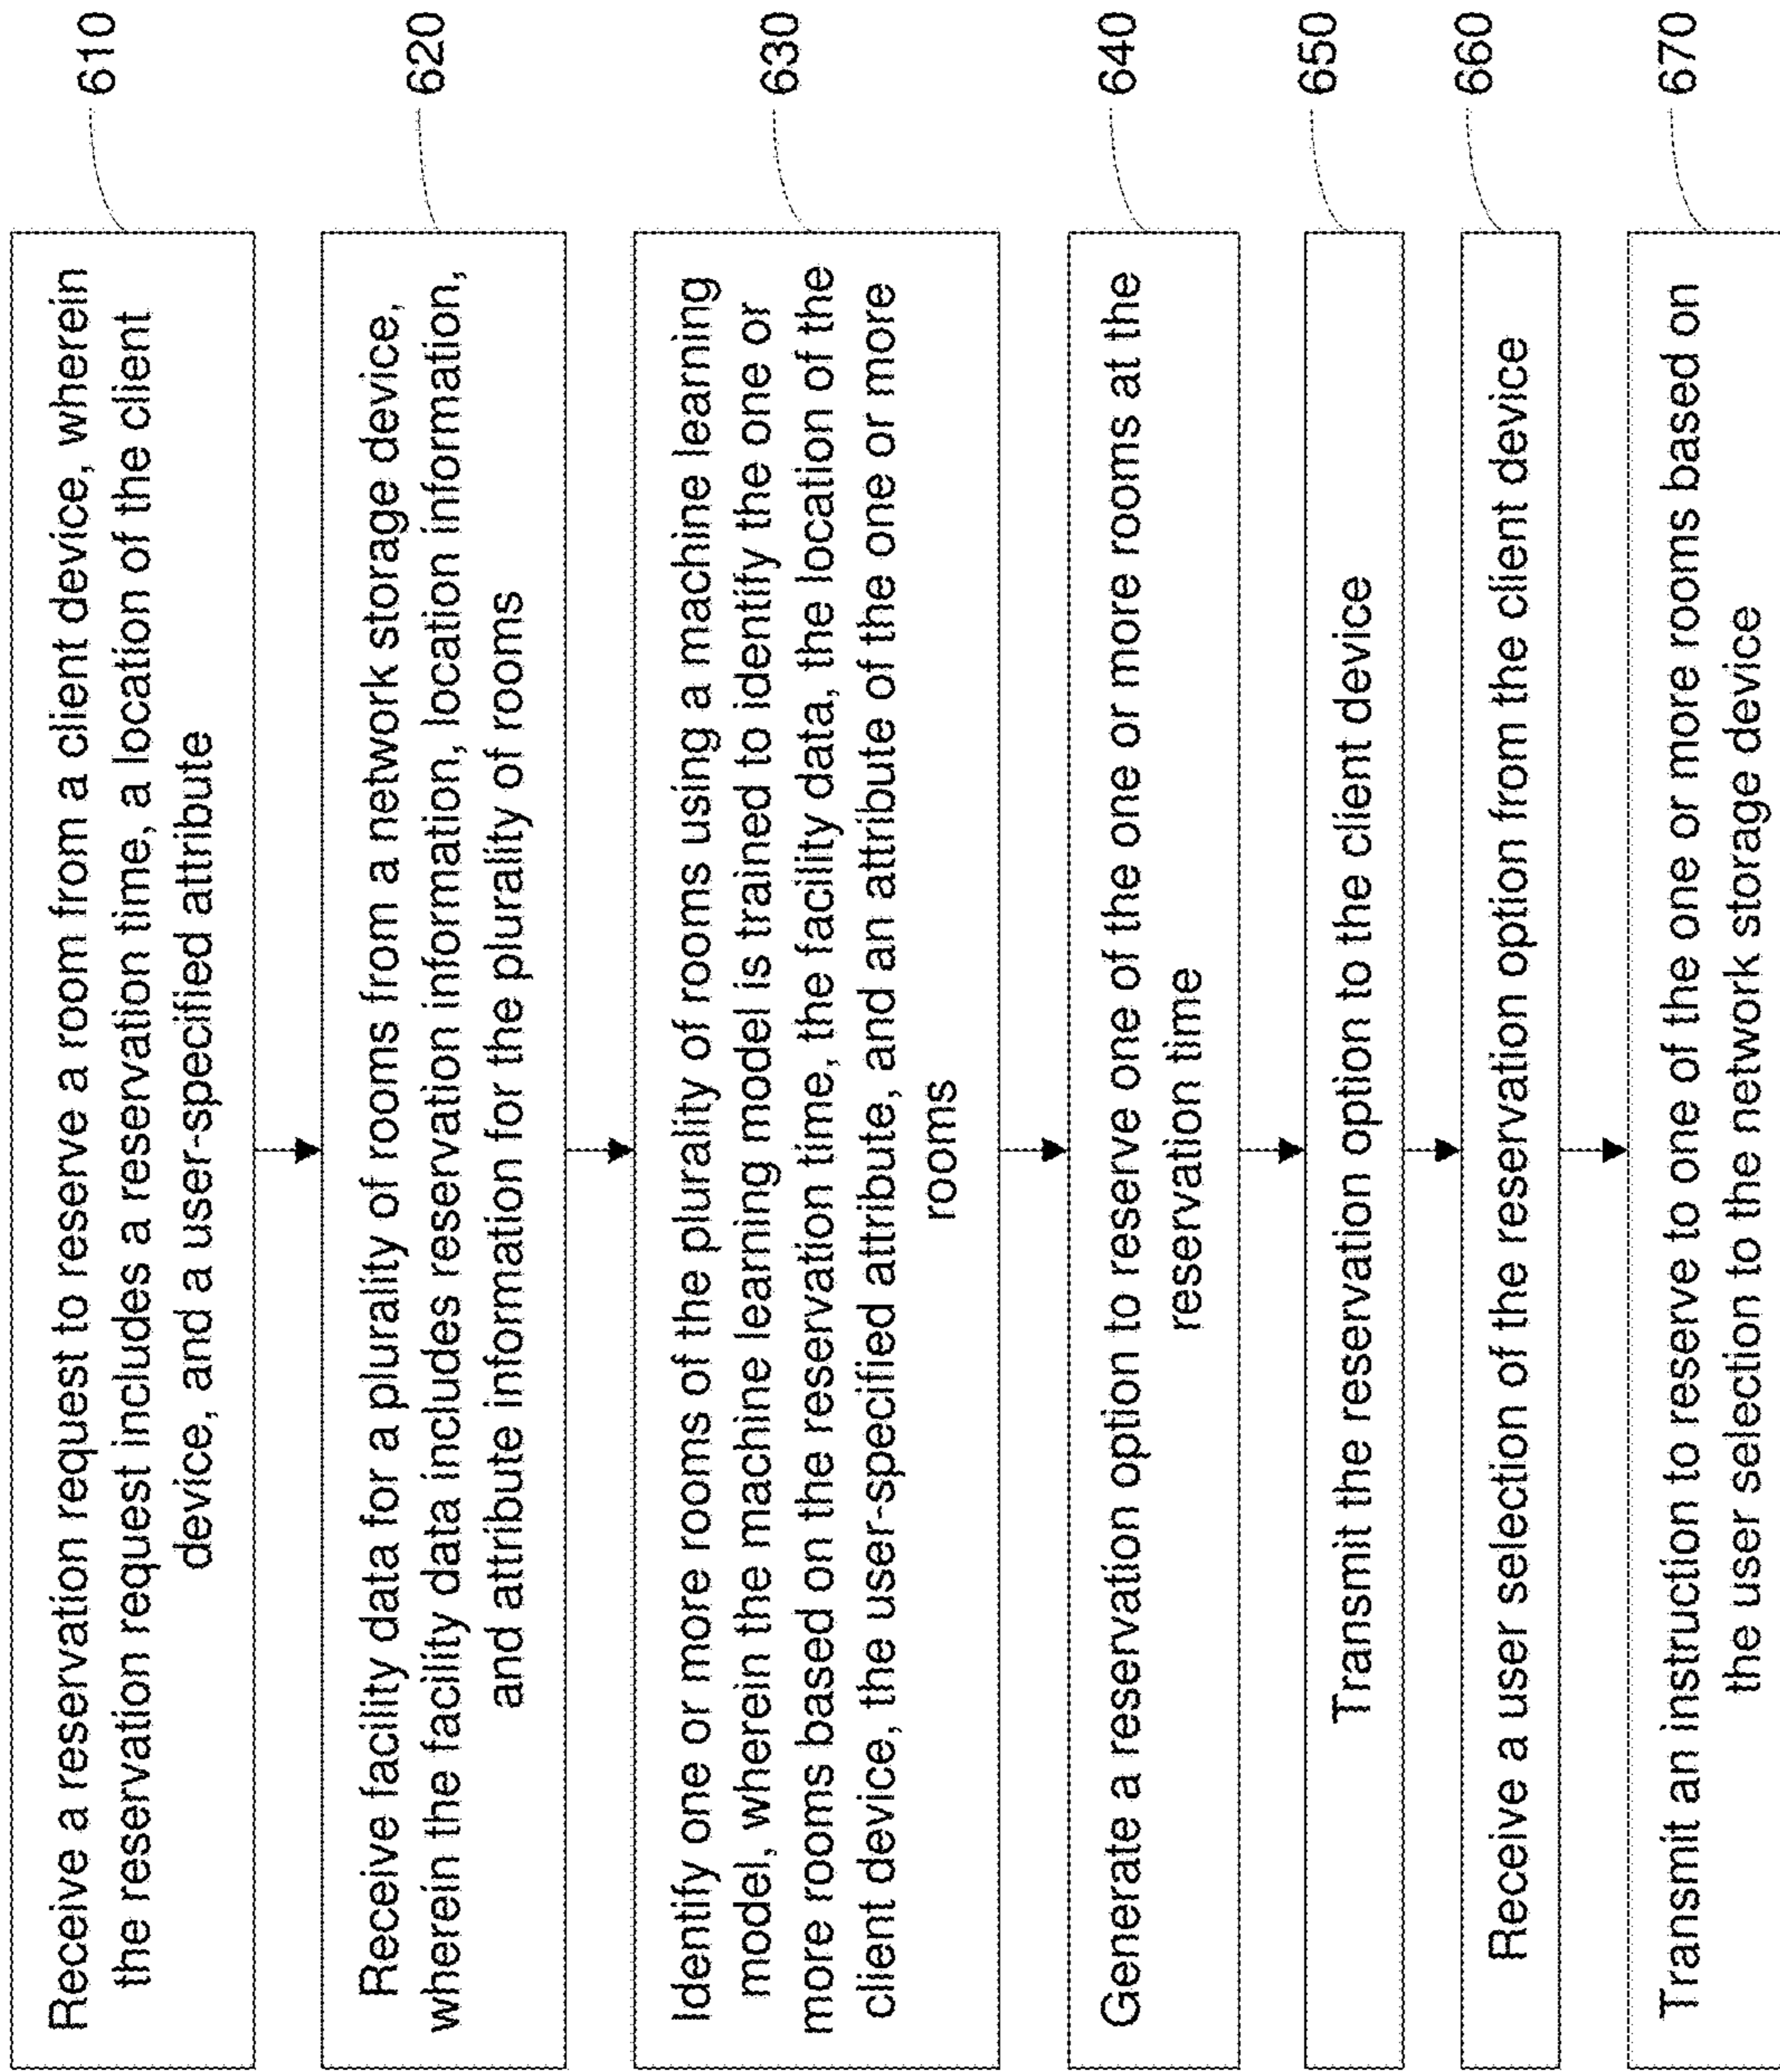 Receive a reservation request to reserve a room from a client device, wherein
the reservation request includes a reservation time, a location of the client
device, and a user-specified attribute
610
Receive facility data for a plurality of rooms from a network storage device,
wherein the facility data includes reservation information, location information,
and attribute information for the plurality of rooms
620
Identify one or more rooms of the plurality of rooms using a machine learning
model, wherein the machine learning model is trained to identify the one or
more rooms based on the reservation time, the facility data, the location of the
client device, the user-specified attribute, and an attribute of the one or more
rooms
630
Generate a reservation option to reserve one of the one or more rooms at the
reservation time
640
Transmit the reservation option to the client device
650
Receive a user selection of the reservation option from the client device
660
Transmit an instruction to reserve to one of the one or more rooms based on
the user selection to the network storage device
670